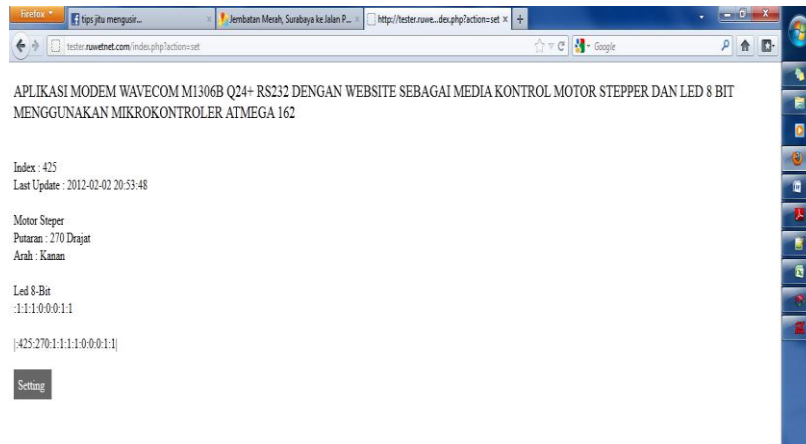 Firefox
tips jitu mengusir...
Jembatan Merah, Surabaya ke Jalan P...
http://tester.ruwe...dex.php?action=set
tester.ruwetnet.com/index.php?action=set
Google
APLIKASI MODEM WAVECOM M1306B Q24+ RS232 DENGAN WEBSITE SEBAGAI MEDIA KONTROL MOTOR STEPPER DAN LED 8 BIT
MENGGUNAKAN MIKROKONTROLER ATMEGA 162
Index : 425
Last Update : 2012-02-02 20:53:48
Motor Steper
Putaran : 270 Drajat
Arah : Kanan
Led 8-Bit
:1:1:1:0:0:0:1:1
|:425:270:1:1:1:1:0:0:0:1:1|
Setting